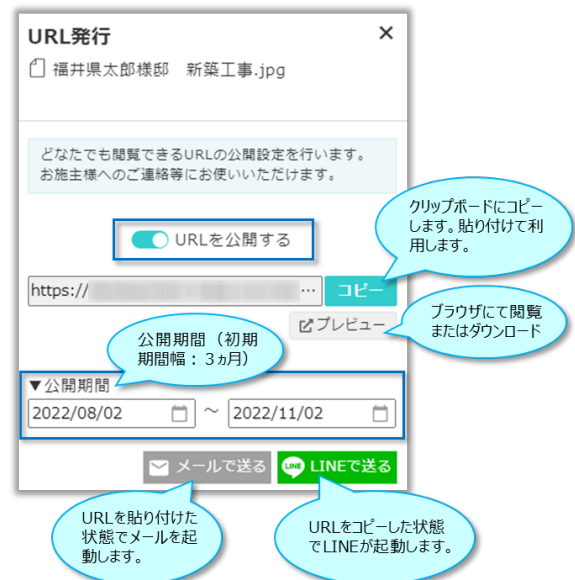 URL発行
福井県太郎様邸　新築工事.jpg
どなたでも閲覧できるURLの公開設定を行います。
お施主様へのご連絡等にお使いいただけます。
クリップボードにコピー
します。貼り付けて利
用します。
URLを公開する
https://
…
コピー
プレビュー
ブラウザにて閲覧
またはダウンロード
公開期間（初期
期間幅：３ヵ月）
▼公開期間
2022/08/02 ～ 2022/11/02
メールで送る
LINE LINEで送る
URLを貼り付けた
状態でメールを起
動します。
URLをコピーした状態
でLINEが起動します。